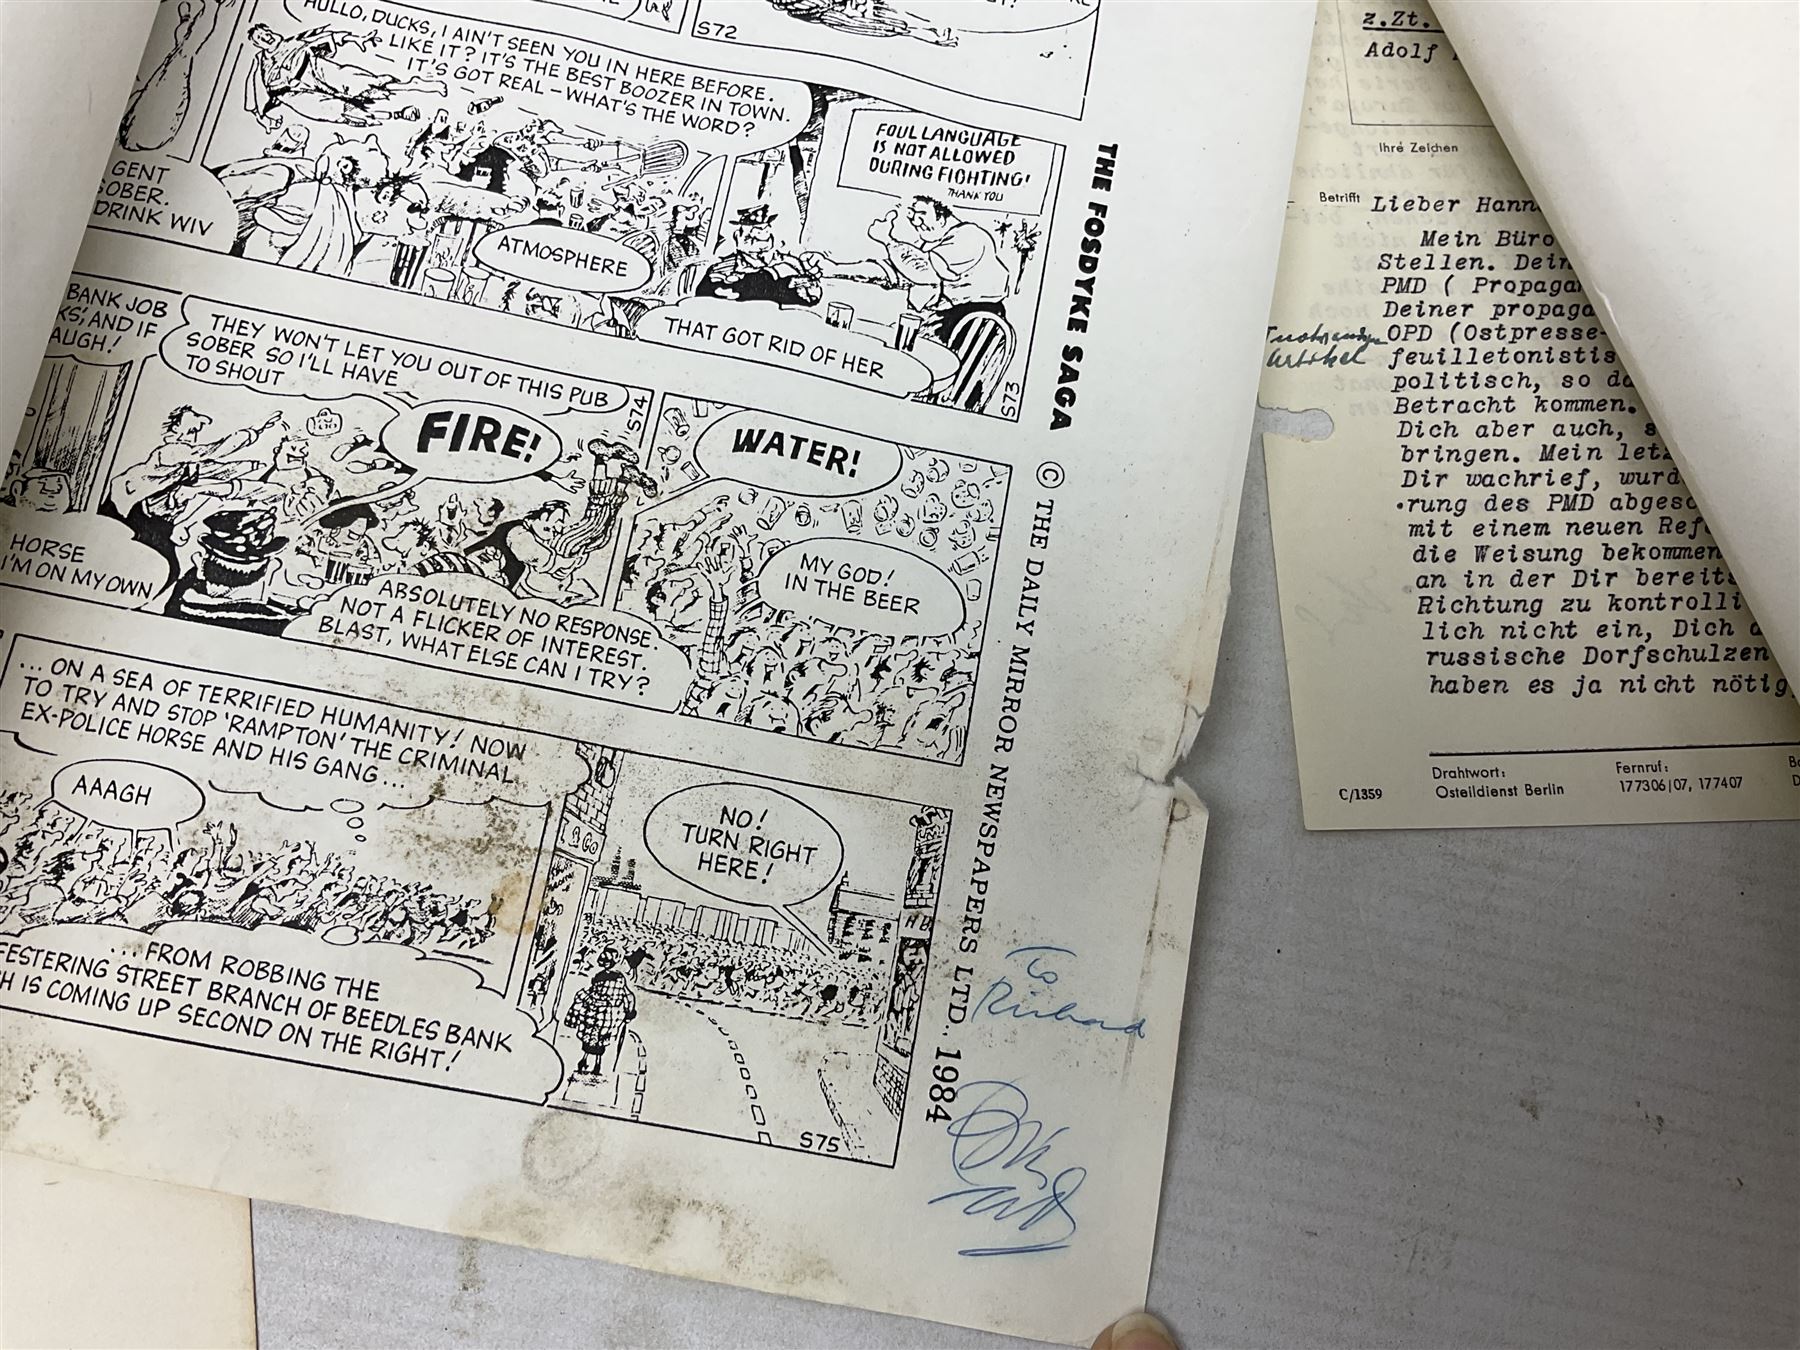 S72
HULLO, DUCKS, I AIN'T SEEN YOU IN HERE BEFORE.
LIKE IT? IT'S THE BEST BOOZER IN TOWN.
IT'S GOT REAL – WHAT'S THE WORD?
GENT
SOBER.
DRINK WIV
ATMOSPHERE
FOUL LANGUAGE
IS NOT ALLOWED
DURING FIGHTING!
THANK YOU
THAT GOT RID OF HER
S73
BANK JOB
KS', AND IF
AUGH!
HORSE
I'M ON MY OWN
THEY WON'T LET YOU OUT OF THIS PUB
SOBER SO I'LL HAVE
TO SHOUT
FIRE!
S74
ABSOLUTELY NO RESPONSE.
NOT A FLICKER OF INTEREST.
BLAST, WHAT ELSE CAN I TRY?
WATER!
MY GOD!
IN THE BEER
... ON A SEA OF TERRIFIED HUMANITY! NOW
TO TRY AND STOP 'RAMPTON' THE CRIMINAL
EX-POLICE HORSE AND HIS GANG...
AAAGH
...FROM ROBBING THE
FESTERING STREET BRANCH OF BEEDLES BANK
H IS COMING UP SECOND ON THE RIGHT!
& Co
NO!
TURN RIGHT
HERE!
S75
THE FOSDYKE SAGA © THE DAILY MIRROR NEWSPAPERS LTD. 1984
To
Richard
z.Zt.
Adolf
Ihre Zeichen
Betrifft
Lieber Hann
Mein Büro
Stellen. Dein
PMD ( Propagan
Deiner propaga
OPD (Ostpresse-
Artikel
feuilletonistis
politisch, so da
Betracht kommen.
Dich aber auch, s
bringen. Mein letz
Dir wachrief, wurd
rung des PMD abgesc
mit einem neuen Refe
die Weisung bekommen
an in der Dir bereits
Richtung zu kontrolli
lich nicht ein, Dich a
russische Dorfschulzen
haben es ja nicht nötig,
C/1359
Drahtwort:
Osteildienst Berlin
Fernruf:
177306/07, 177407